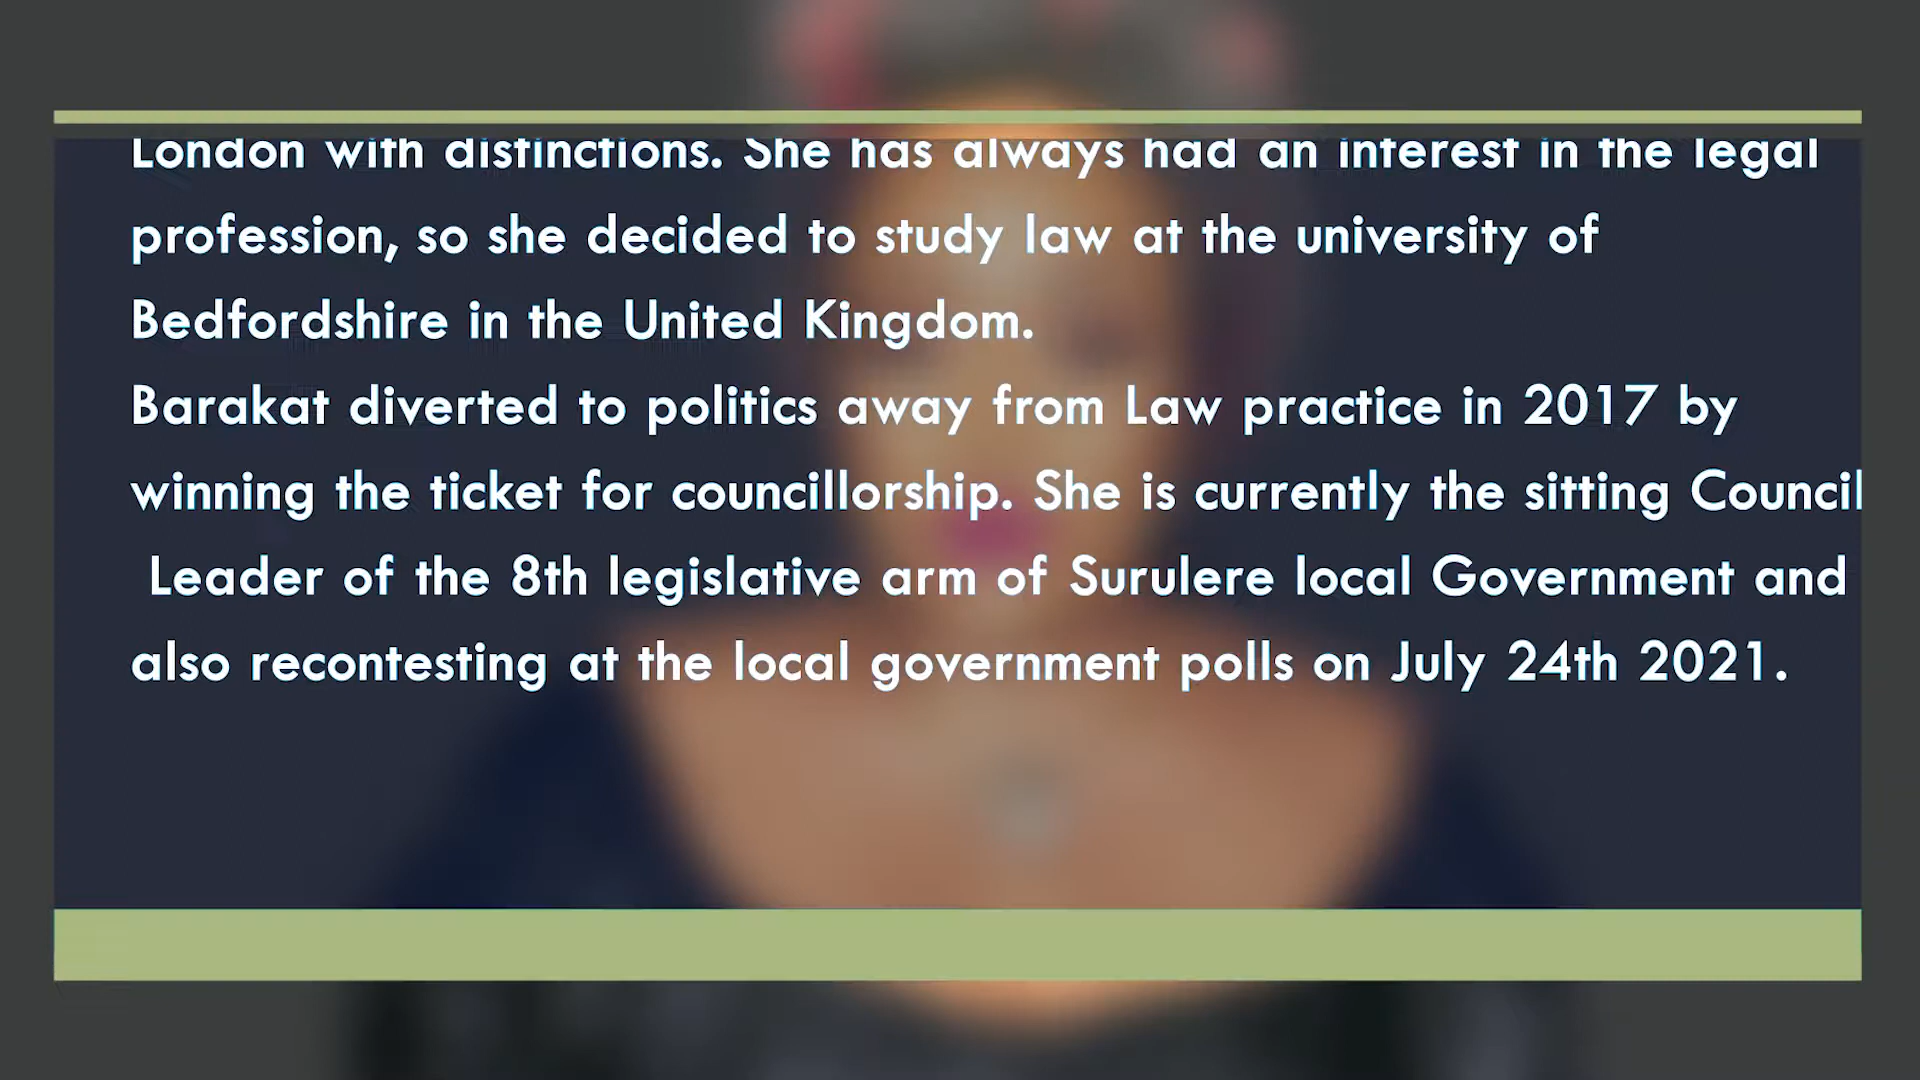 London with distinctions. She has always had an interest in the legal
profession, so she decided to study law at the university of
Bedfordshire in the United Kingdom.
Barakat diverted to politics away from Law practice in 2017 by
winning the ticket for councillorship. She is currently the sitting Council
Leader of the 8th legislative arm of Surulere local Government and
also recontesting at the local government polls on July 24th 2021.